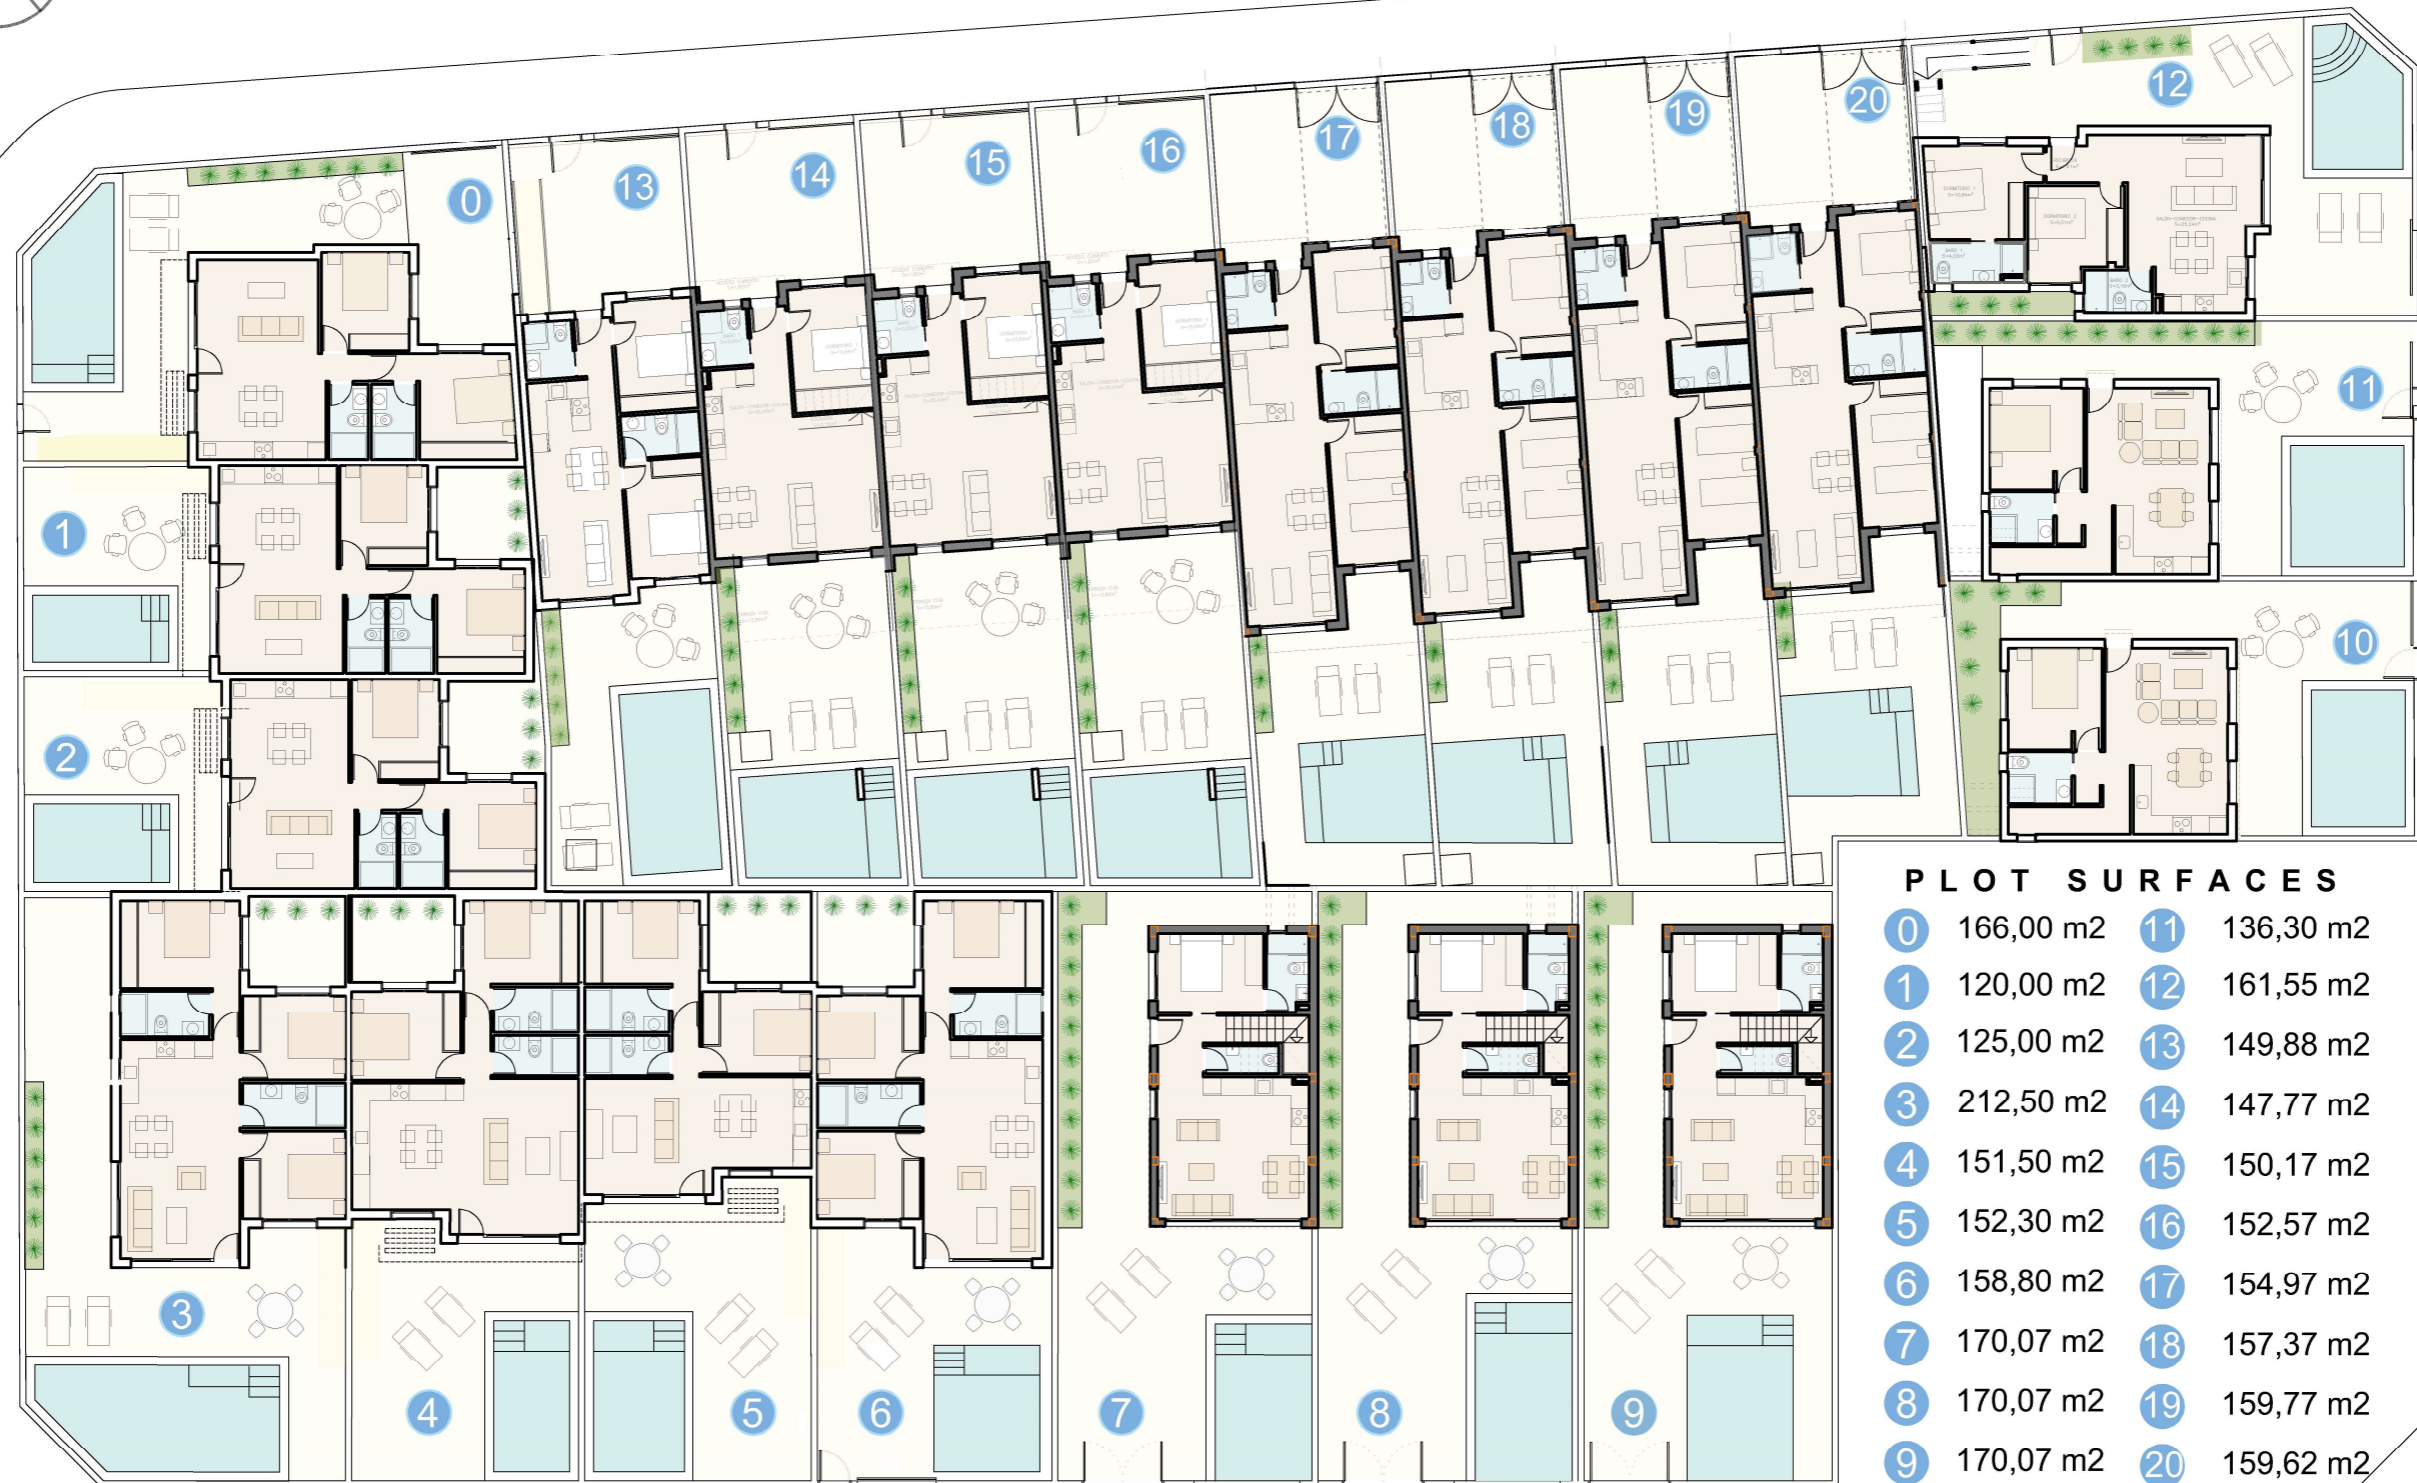 12
20
19
18
17
16
15
14
13
0
11
1
10
2
PLOT SURFACES
0 166,00 m2 11 136,30 m2
1 120,00 m2 12 161,55 m2
2 125,00 m2 13 149,88 m2
3 212,50 m2 14 147,77 m2
4 151,50 m2 15 150,17 m2
5 152,30 m2 16 152,57 m2
6 158,80 m2 17 154,97 m2
7 170,07 m2 18 157,37 m2
8 170,07 m2 19 159,77 m2
9 170,07 m2 20 159,62 m2
3
4
5
6
7
8
9